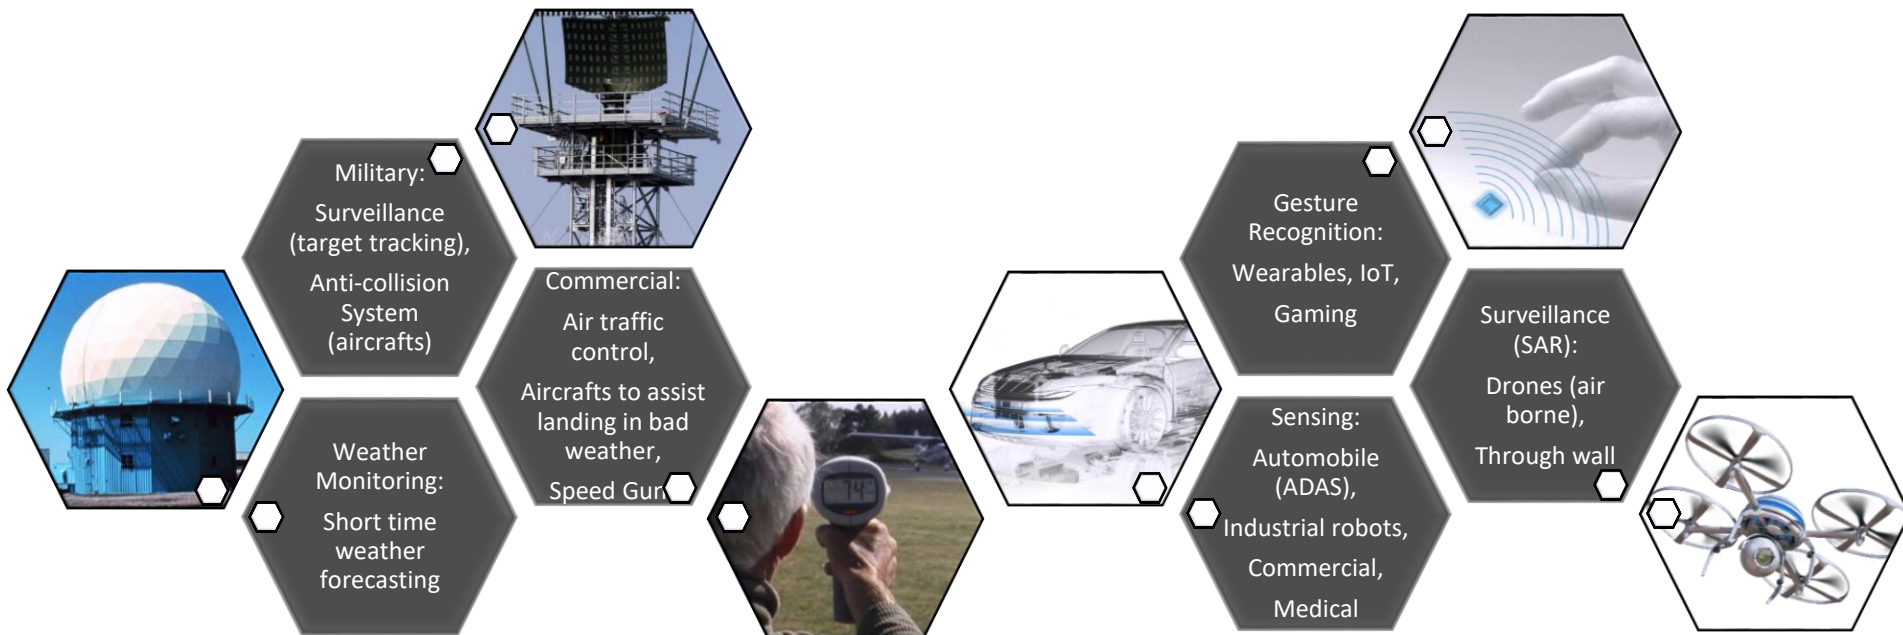 Military:
Surveillance
(target tracking),
Anti-collision
System
(aircrafts)
Weather
Monitoring:
Short time
weather
forecasting
Commercial:
Air traffic
control,
Aircrafts to assist
landing in bad
weather,
Speed Gun
74
Gesture
Recognition:
Wearables, IoT,
Gaming
Sensing:
Automobile
(ADAS),
Industrial robots,
Commercial,
Medical
Surveillance
(SAR):
Drones (air
borne),
Through wall